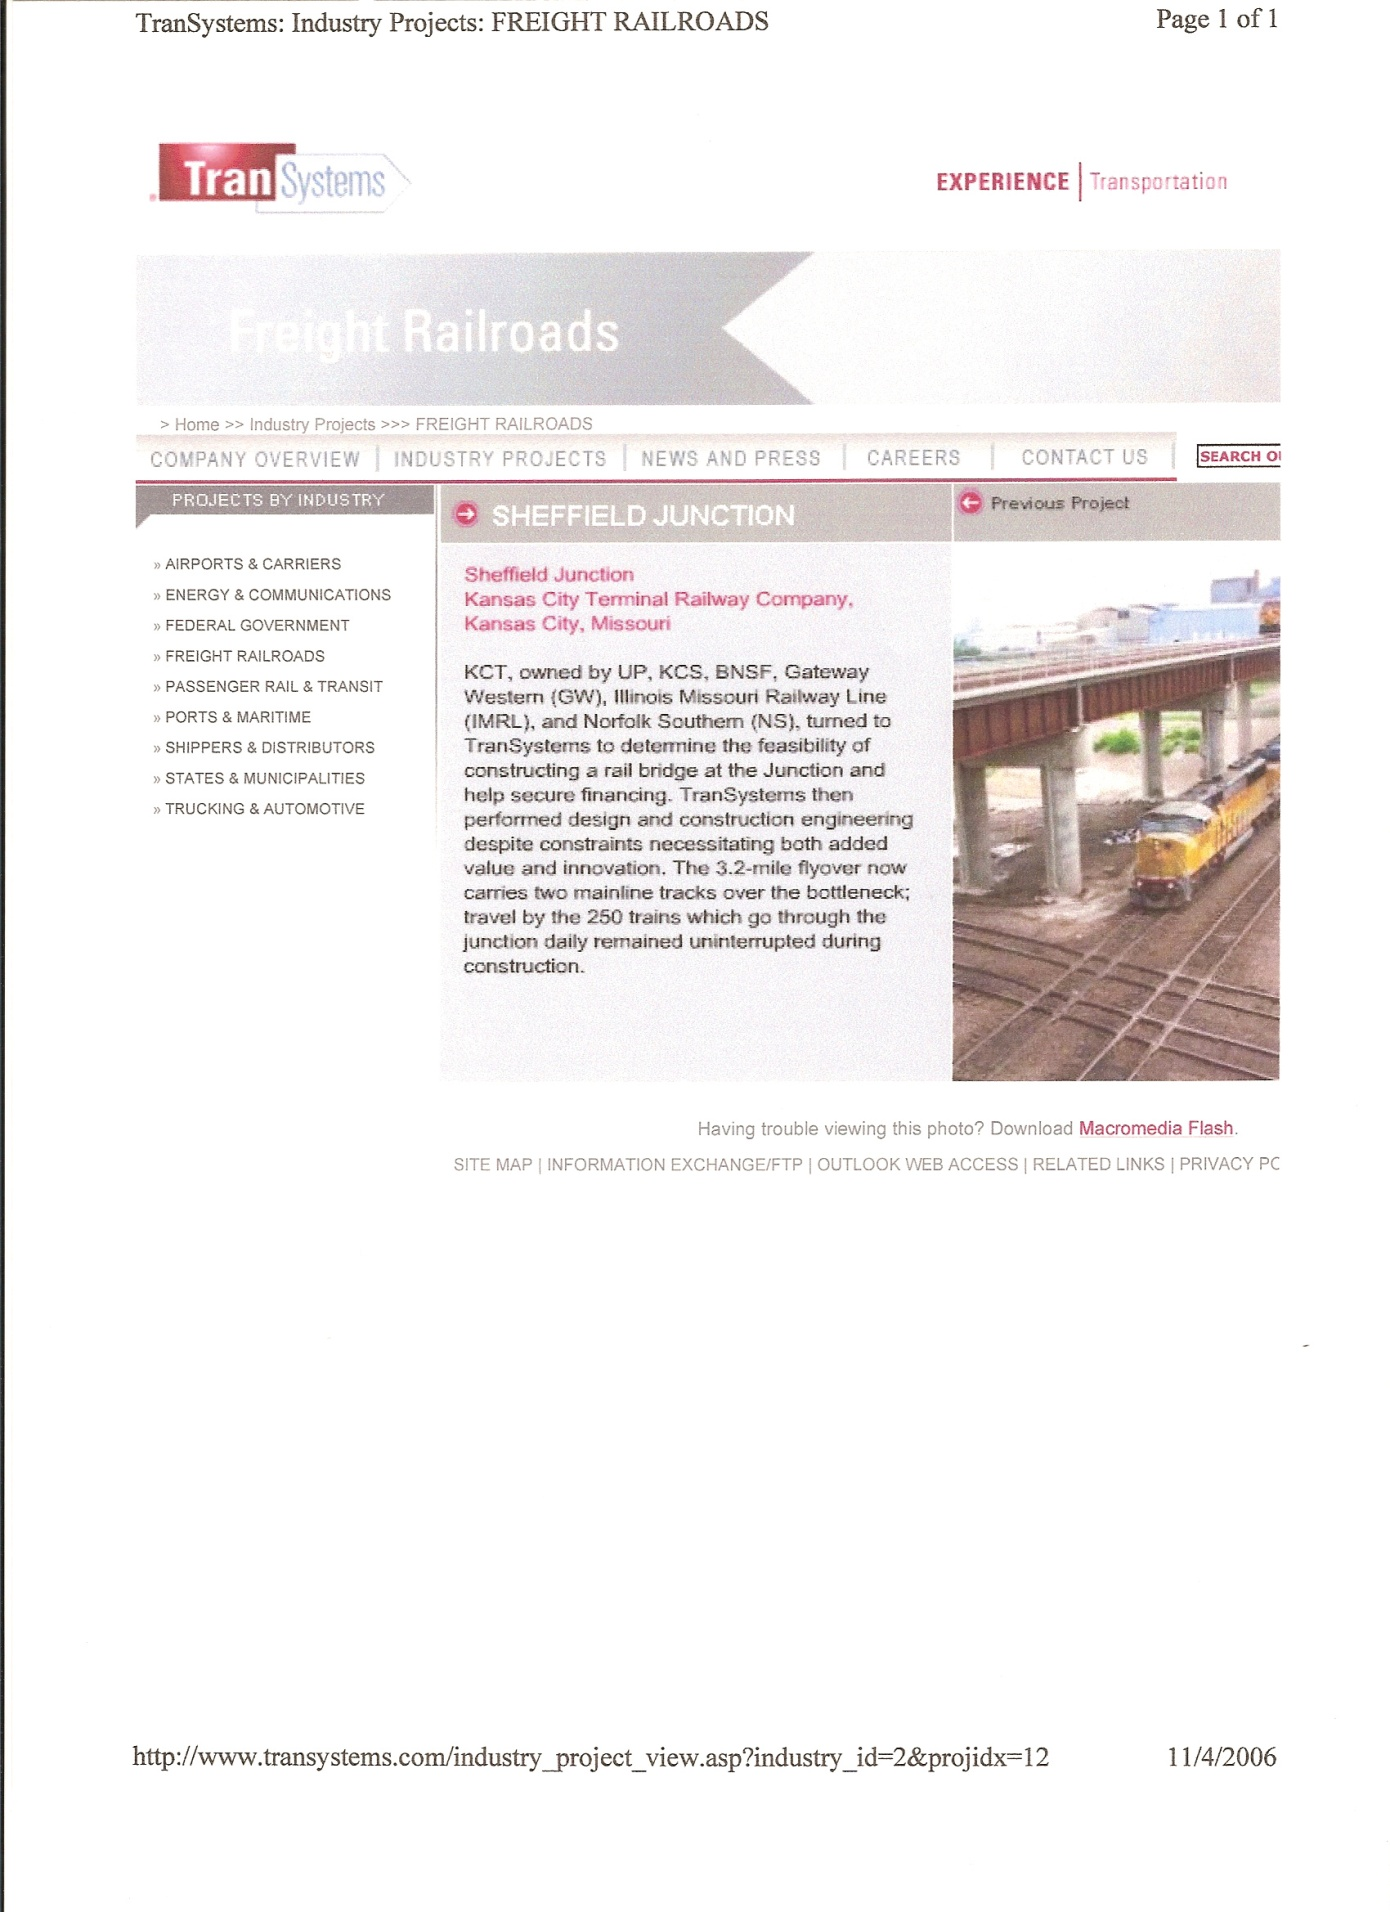 TranSystems: Industry Projects: FREIGHT RAILROADS
Page 1 of 1
TranSystems
EXPERIENCE | Transportation
Freight Railroads
> Home >> Industry Projects >>> FREIGHT RAILROADS
COMPANY OVERVIEW | INDUSTRY PROJECTS | NEWS AND PRESS | CAREERS | CONTACT US |
SEARCH
PROJECTS BY INDUSTRY
» AIRPORTS & CARRIERS
» ENERGY & COMMUNICATIONS
» FEDERAL GOVERNMENT
» FREIGHT RAILROADS
» PASSENGER RAIL & TRANSIT
» PORTS & MARITIME
» SHIPPERS & DISTRIBUTORS
» STATES & MUNICIPALITIES
» TRUCKING & AUTOMOTIVE
SHEFFIELD JUNCTION
Previous Project
Sheffield Junction
Kansas City Terminal Railway Company,
Kansas City, Missouri
KCT, owned by UP, KCS, BNSF, Gateway
Western (GW), Illinois Missouri Railway Line
(IMRL), and Norfolk Southern (NS), turned to
TranSystems to determine the feasibility of
constructing a rail bridge at the Junction and
help secure financing. TranSystems then
performed design and construction engineering
despite constraints necessitating both added
value and innovation. The 3.2-mile flyover now
carries two mainline tracks over the bottleneck;
travel by the 250 trains which go through the
junction daily remained uninterrupted during
construction.
Having trouble viewing this photo? Download Macromedia Flash.
SITE MAP | INFORMATION EXCHANGE/FTP | OUTLOOK WEB ACCESS | RELATED LINKS | PRIVACY
http://www.transystems.com/industry_project_view.asp?industry_id=2&projidx=12
11/4/2006